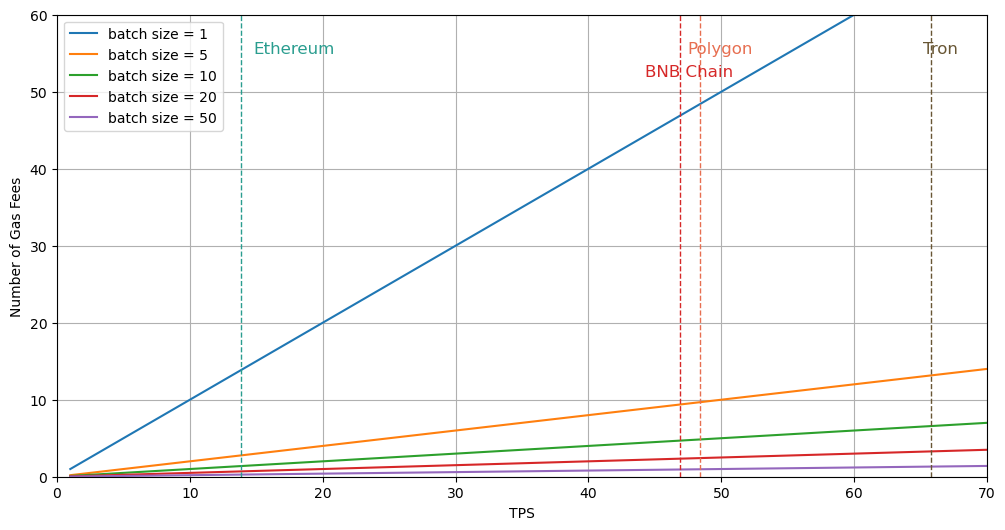 60
50
40
30
20
10
0
Number of Gas Fees
batch size = 1
batch size = 5
batch size = 10
batch size = 20
batch size = 50
Ethereum
Polygon
BNB Chain
Tron
0 10 20 30 40 50 60 70
TPS